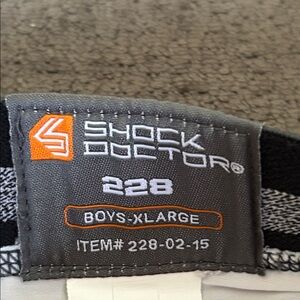 SHOCK
DOCTOR®
228
BOYS-XLARGE
ITEM# 228-02-15